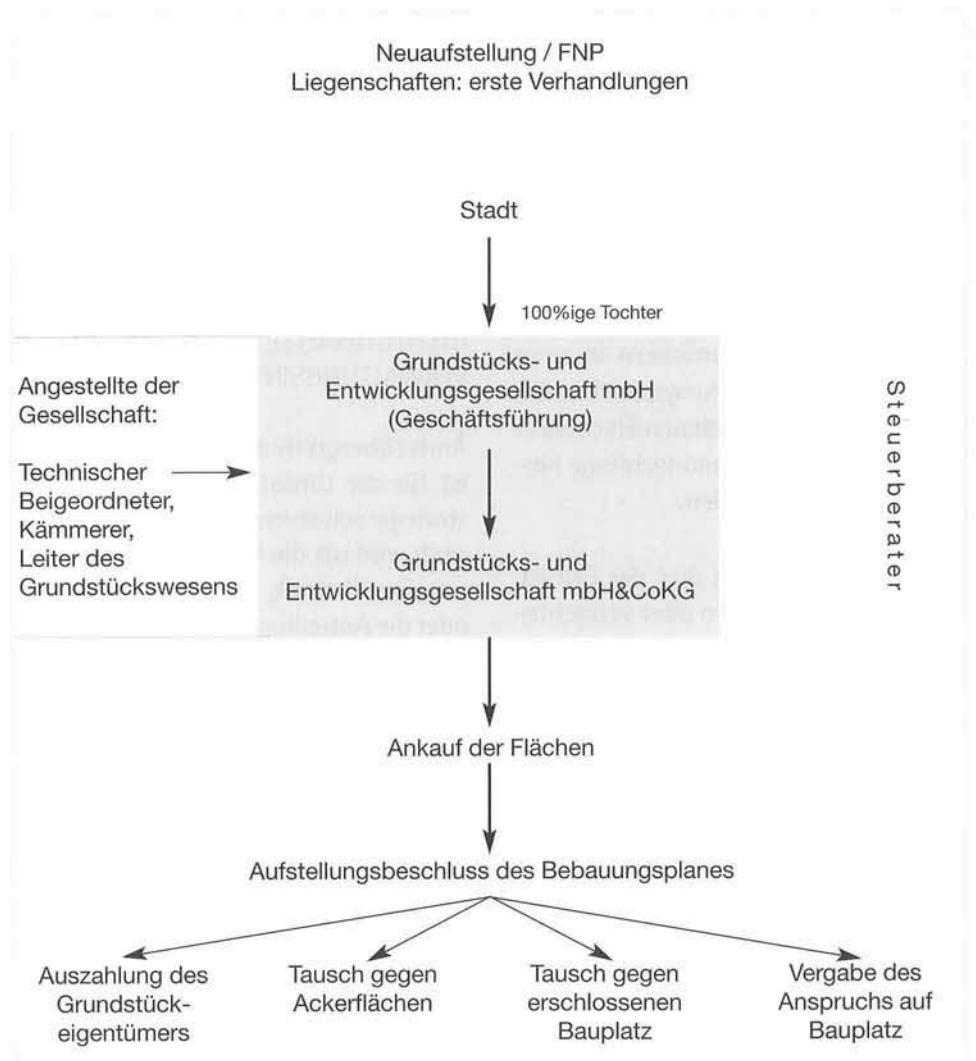 Neuaufstellung / FNP
Liegenschaften: erste Verhandlungen
Stadt
100%ige Tochter
Grundstücks- und
Entwicklungsgesellschaft mbH
(Geschäftsführung)
Angestellte der
Gesellschaft:
Technischer
Beigeordneter,
Kämmerer,
Leiter des
Grundstückswesens
Grundstücks- und
Entwicklungsgesellschaft mbH&CoKG
Steuerberater
Ankauf der Flächen
Aufstellungsbeschluss des Bebauungsplanes
Auszahlung des
Grundstück-
eigentümers
Tausch gegen
Ackerflächen
Tausch gegen
erschlossenen
Bauplatz
Vergabe des
Anspruchs auf
Bauplatz